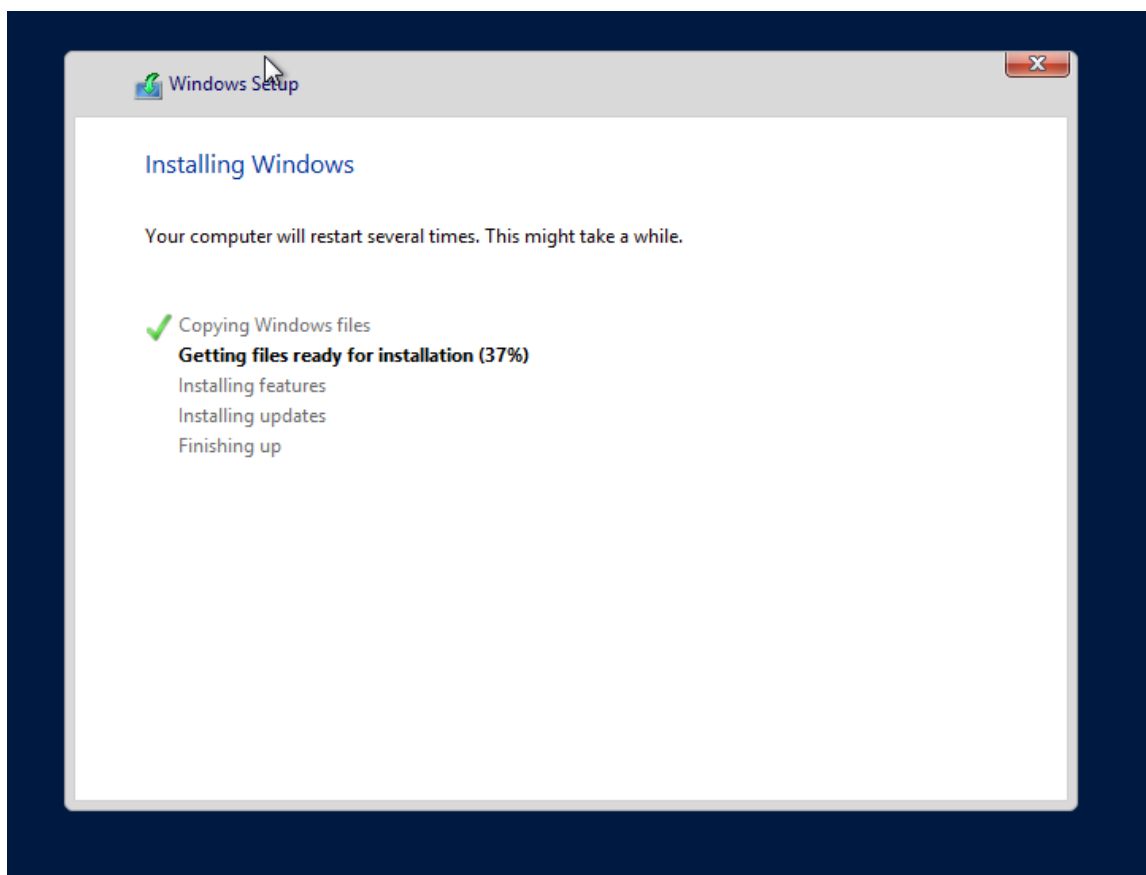 Windows Setup
Installing Windows
Your computer will restart several times. This might take a while.
Copying Windows files
Getting files ready for installation (37%)
Installing features
Installing updates
Finishing up